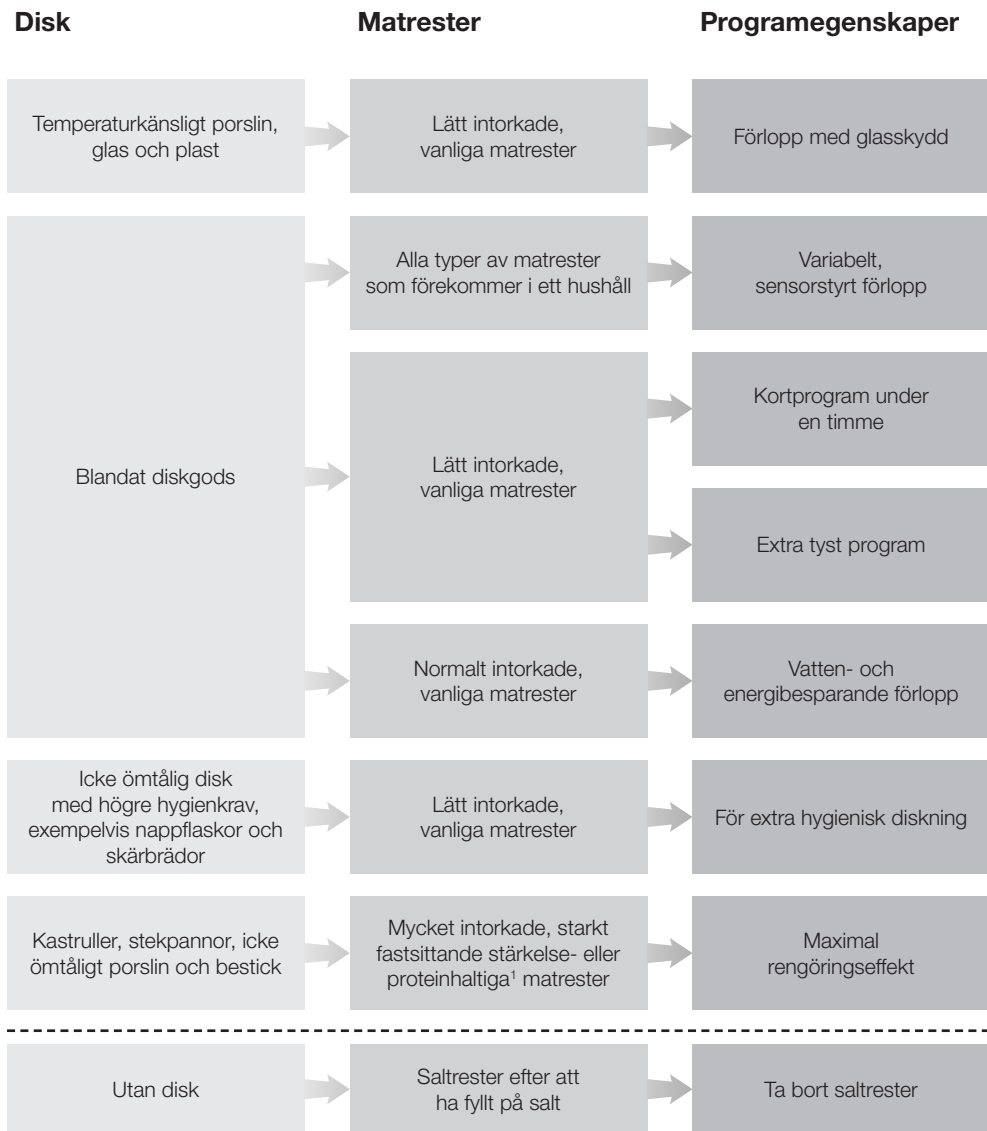 Disk
Matrester
Programegenskaper
Temperaturkänsligt porslin,
glas och plast
Lätt intorkade,
vanliga matrester
Förlopp med glasskydd
Blandat diskgods
Alla typer av matrester
som förekommer i ett hushåll
Variabelt,
sensorstyrt förlopp
Lätt intorkade,
vanliga matrester
Kortprogram under
en timme
Extra tyst program
Normalt intorkade,
vanliga matrester
Vatten- och
energibesparande förlopp
Icke ömtålig disk
med högre hygienkrav,
exempelvis nappflaskor och
skärbrädor
Lätt intorkade,
vanliga matrester
För extra hygienisk diskning
Kastruller, stekpannor, icke
ömtåligt porslin och bestick
Mycket intorkade, starkt
fastsittande stärkelse- eller
proteinhaltiga¹ matrester
Maximal
rengöringseffekt
Utan disk
Saltrester efter att
ha fyllt på salt
Ta bort saltrester